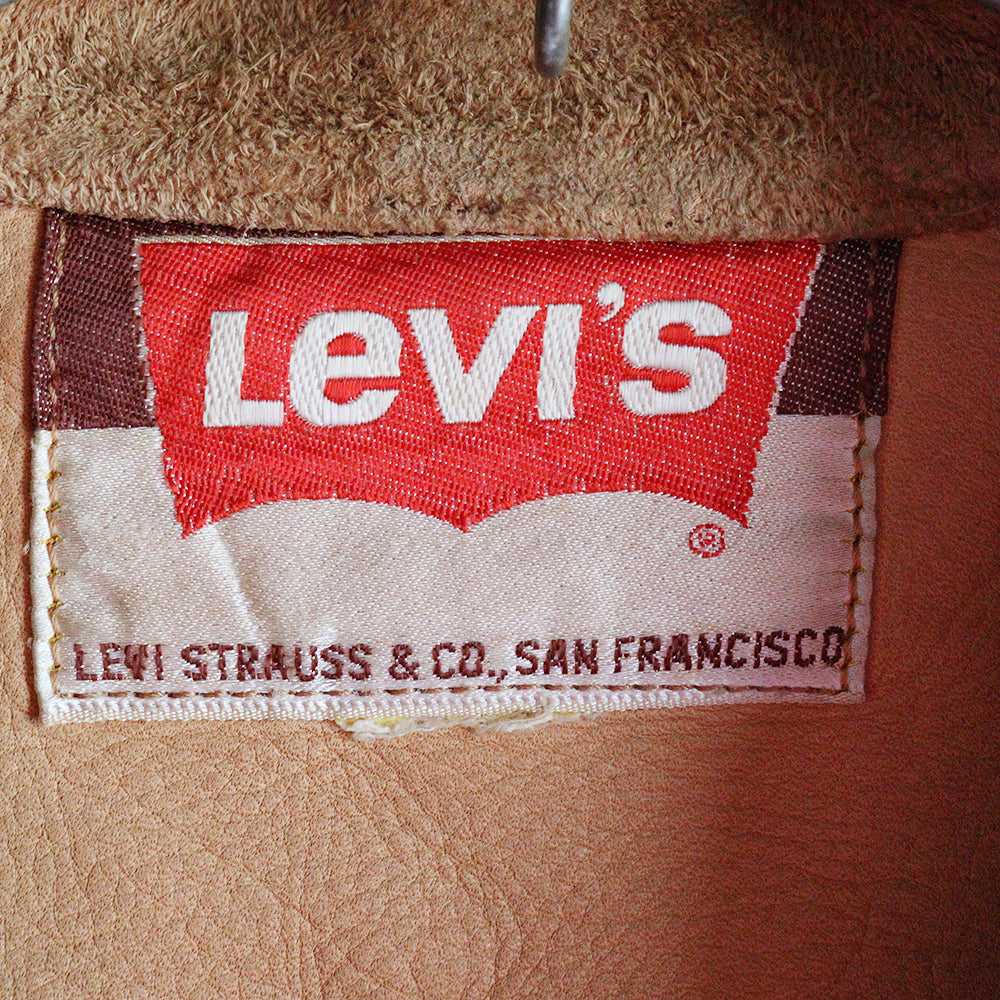 LEVI'S
®
LEVI STRAUSS & CO., SAN FRANCISCO